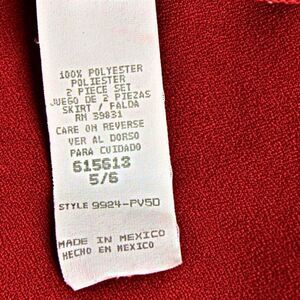 100% POLYESTER
POLIESTER
2 PIECE SET
JUEGO DE 2 PIEZAS
SKIRT / FALDA
RN 39831
CARE ON REVERSE
VER AL DORSO
PARA CUIDADO
615613
5/6
STYLE 9924-PV5D
MADE IN MEXICO
HECHO EN MEXICO